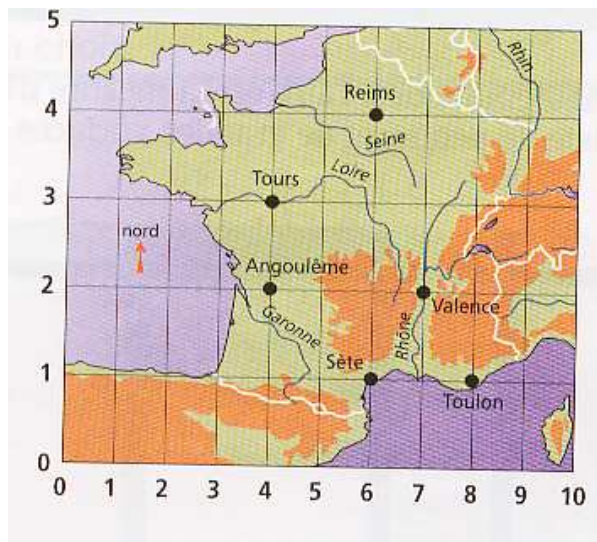 5
Rhin
Reims
4
Seine
Loire
Tours
3
nord
Angoulême
2
Valence
Garonne
Rhône
Sète
1
Toulon
0
0 1 2 3 4 5 6 7 8 9 10